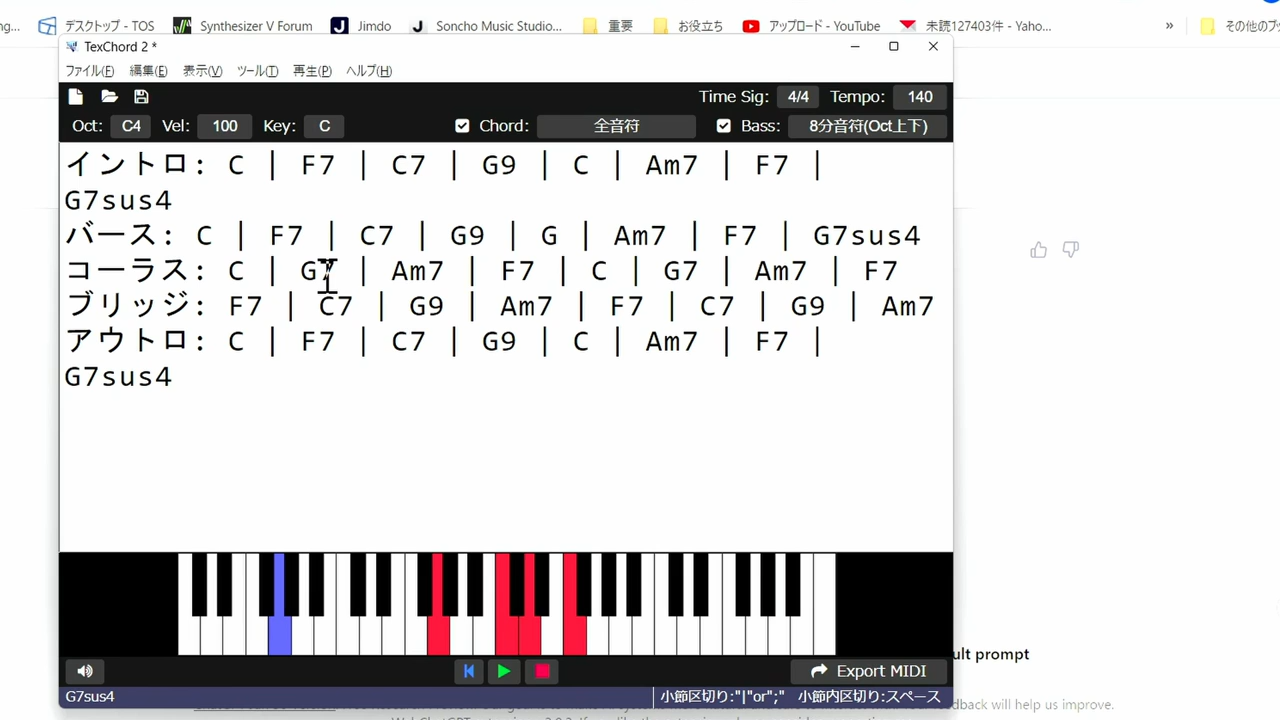 デスクトップ - TOS Synthesizer V Forum Jimdo Soncho Music Studio... 重要 お役立ち アップロード - YouTube 未読127403件 - Yaho... »
TexChord 2 *
ファイル(F) 編集(E) 表示(V) ツール(T) 再生(P) ヘルプ(H)
Time Sig: 4/4 Tempo: 140
Oct: C4 Vel: 100 Key: C Chord: 全音符 Bass: 8分音符(Oct上下)
イントロ: C | F7 | C7 | G9 | C | Am7 | F7 |
G7sus4
バース: C | F7 | C7 | G9 | G | Am7 | F7 | G7sus4
コーラス: C | G7 | Am7 | F7 | C | G7 | Am7 | F7
ブリッジ: F7 | C7 | G9 | Am7 | F7 | C7 | G9 | Am7
アウトロ: C | F7 | C7 | G9 | C | Am7 | F7 |
G7sus4
ult prompt
Export MIDI
G7sus4 小節区切り:"|"or";" 小節内区切り:スペース
edback will help us improve.